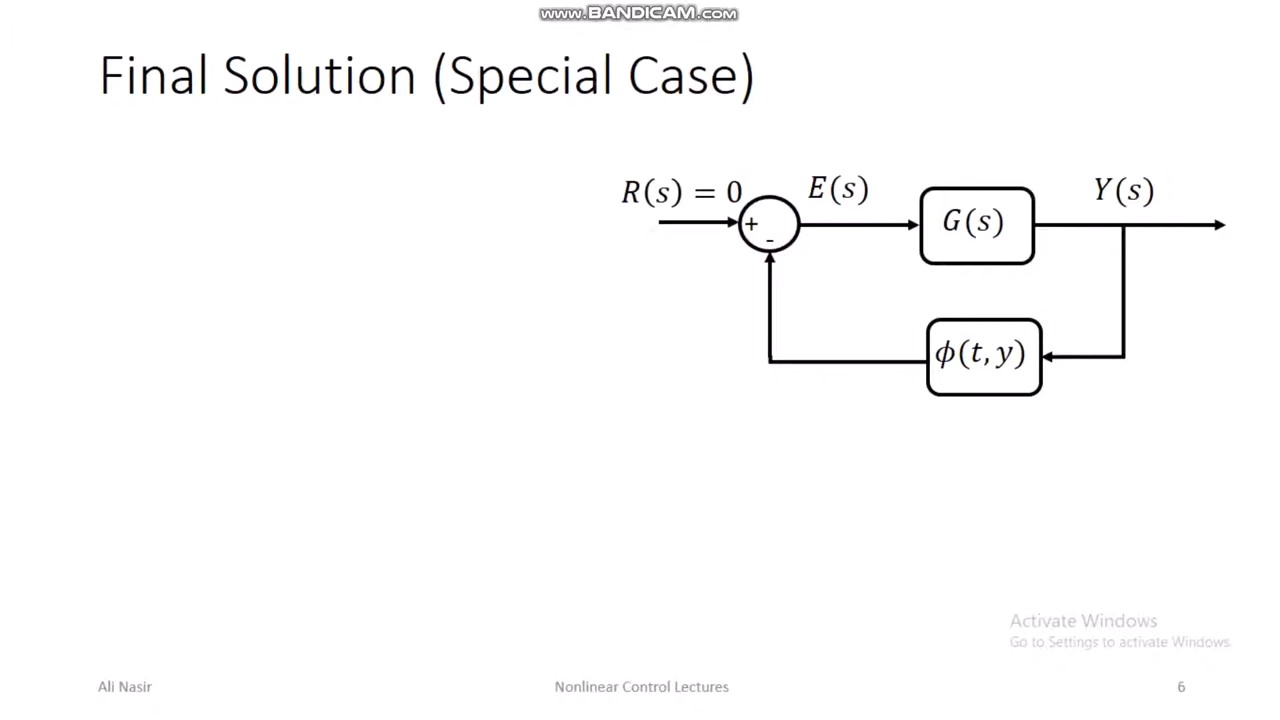 www.BANDICAM.com
Final Solution (Special Case)
R(s) = 0
E(s)
G(s)
Y(s)
+
-
ϕ(t, y)
Activate Windows
Go to Settings to activate Windows.
Ali Nasir
Nonlinear Control Lectures
6